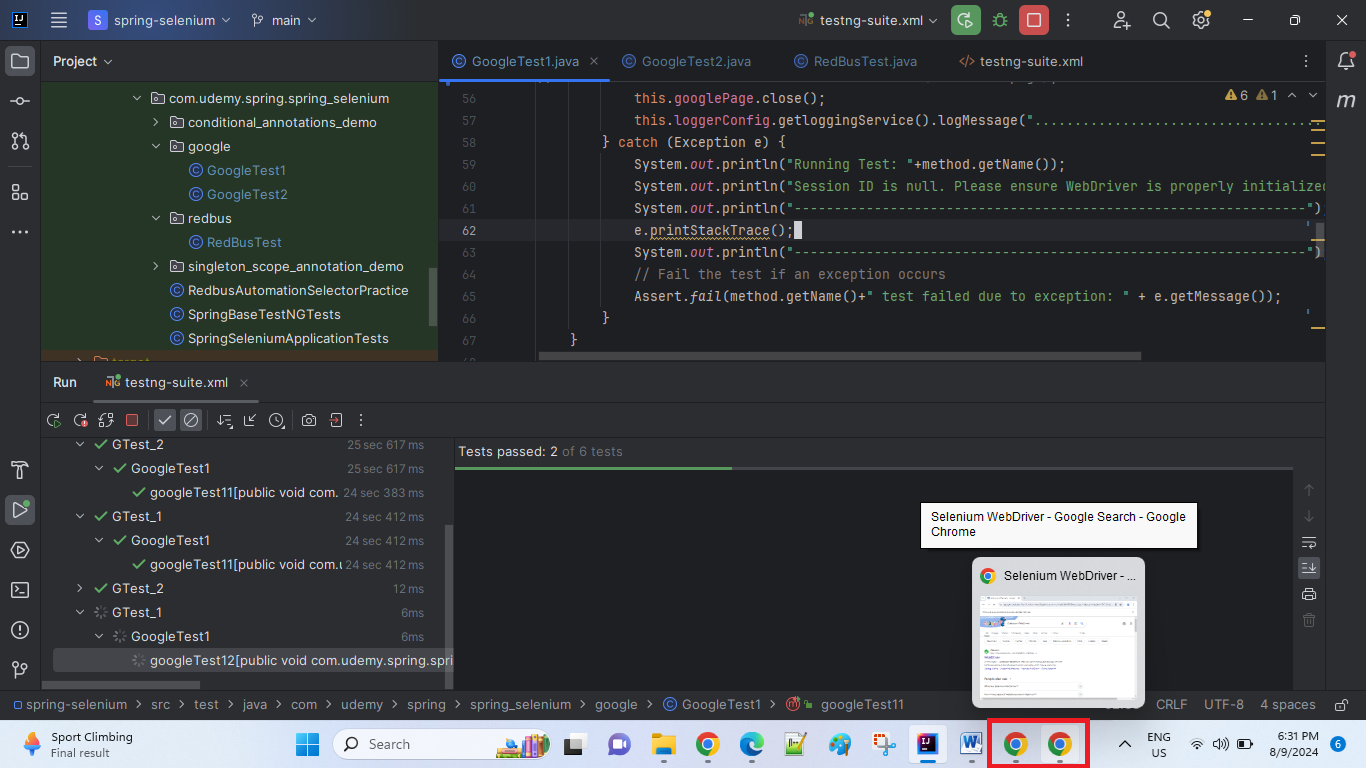 S spring-selenium main testng-suite.xml
Project
GoogleTest1.java GoogleTest2.java RedBusTest.java testng-suite.xml
com.udemy.spring.spring_selenium
conditional_annotations_demo
google
GoogleTest1
GoogleTest2
redbus
RedBusTest
singleton_scope_annotation_demo
RedbusAutomationSelectorPractice
SpringBaseTestNGTests
SpringSeleniumApplicationTests
6 1
56 this.googlePage.close();
57 this.loggerConfig.getloggingService().logMessage("...................................
58 } catch (Exception e) {
59 System.out.println("Running Test: "+method.getName());
60 System.out.println("Session ID is null. Please ensure WebDriver is properly initialized
61 System.out.println("---------------------------------------------------------------")
62 e.printStackTrace();
63 System.out.println("---------------------------------------------------------------")
64 // Fail the test if an exception occurs
65 Assert.fail(method.getName()+" test failed due to exception: " + e.getMessage());
66 }
67 }
Run testng-suite.xml
GTest_2 25 sec 617 ms
GoogleTest1 25 sec 617 ms
googleTest11[public void com. 24 sec 383 ms
GTest_1 24 sec 412 ms
GoogleTest1 24 sec 412 ms
googleTest11[public void com.u 24 sec 412 ms
GTest_2 12 ms
GTest_1 6ms
GoogleTest1 6ms
googleTest12[public void com.udemy.spring.spri
Tests passed: 2 of 6 tests
Selenium WebDriver - Google Search - Google
Chrome
Selenium WebDriver - ...
spring-selenium > src > test > java > com > udemy > spring > spring_selenium > google > GoogleTest1 > googleTest11
CRLF UTF-8 4 spaces
Sport Climbing
Final result
Search
ENG
US
6:31 PM
8/9/2024
6